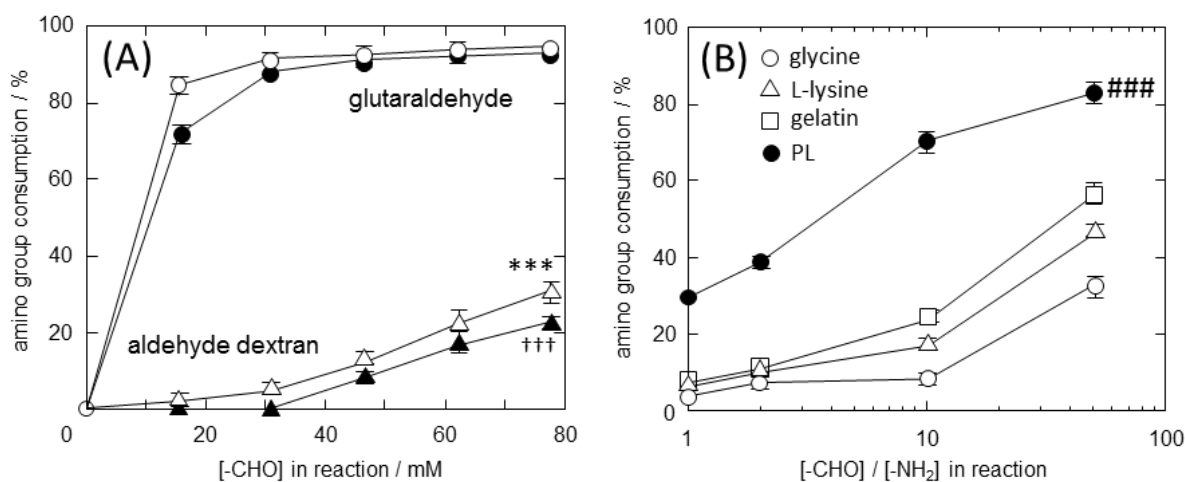 (A)
amino group consumption / %
100
80
60
40
20
0
20
40
60
80
glutaraldehyde
aldehyde dextran
***
†††
[-CHO] in reaction / mM
(B)
amino group consumption / %
100
80
60
40
20
0
1
10
100
glycine
L-lysine
gelatin
PL
###
[-CHO] / [-NH₂] in reaction